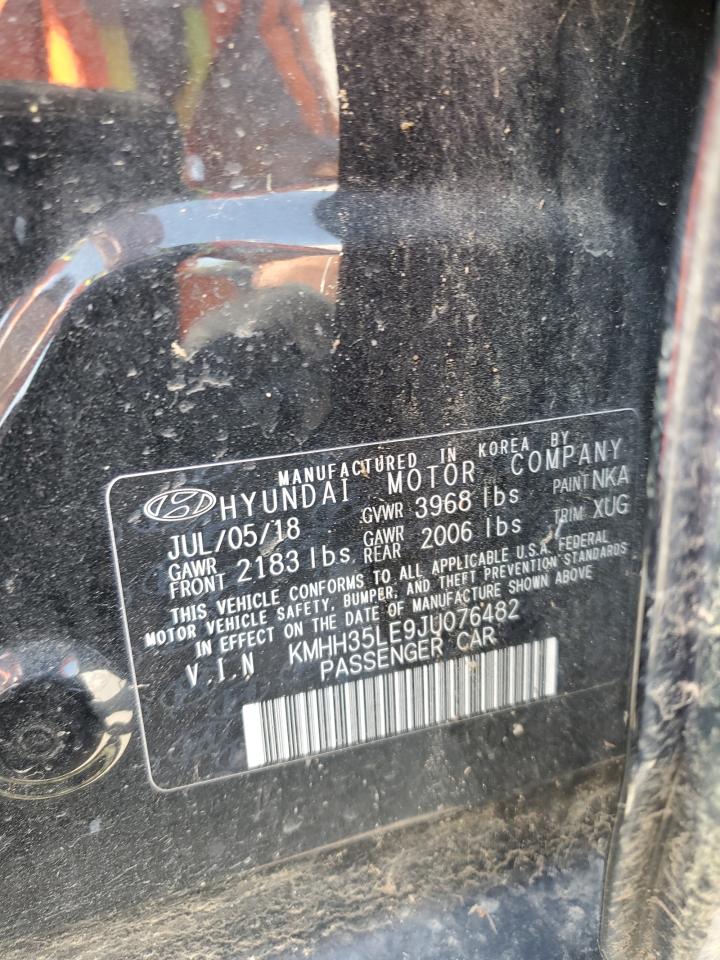 MANUFACTURED IN KOREA BY
HYUNDAI MOTOR COMPANY
JUL/05/18 GVWR 3968 lbs PAINT NKA
GAWR FRONT 2183 lbs GAWR REAR 2006 lbs TRIM XUG
THIS VEHICLE CONFORMS TO ALL APPLICABLE U.S.A. FEDERAL
MOTOR VEHICLE SAFETY, BUMPER, AND THEFT PREVENTION STANDARDS
IN EFFECT ON THE DATE OF MANUFACTURE SHOWN ABOVE
V.I.N KMHH35LE9JU076482
PASSENGER CAR